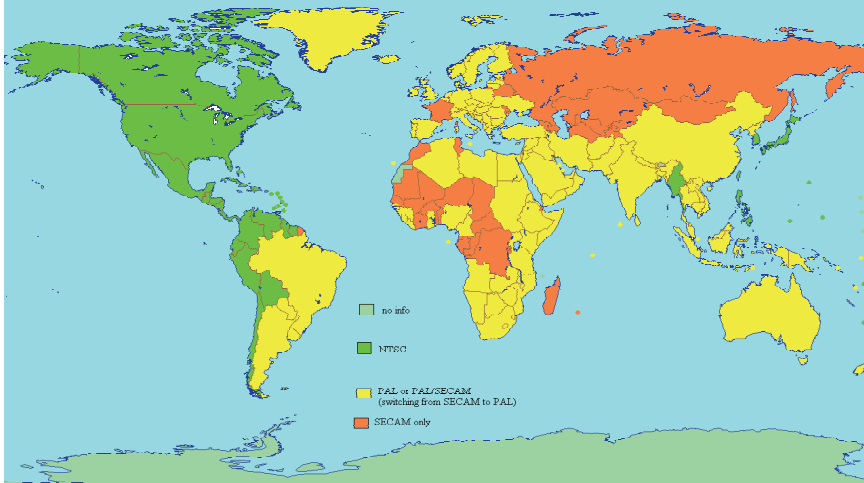 no info
NTSC
PAL or PAL/SECAM
(switching from SECAM to PAL)
SECAM only